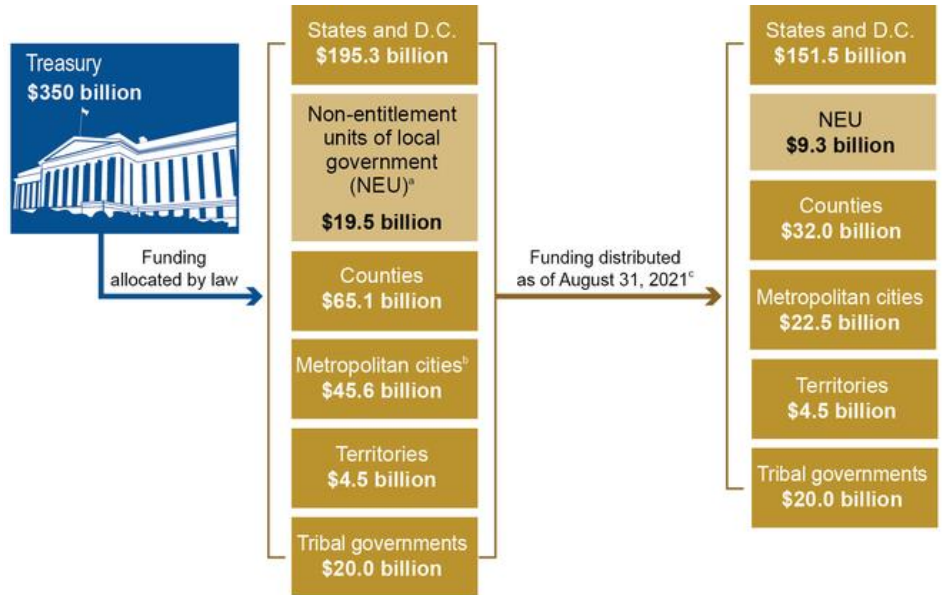 Treasury
$350 billion
Funding
allocated by law
States and D.C.
$195.3 billion
Non-entitlement
units of local
government
(NEU)ᵃ
$19.5 billion
Counties
$65.1 billion
Metropolitan citiesᵇ
$45.6 billion
Territories
$4.5 billion
Tribal governments
$20.0 billion
Funding distributed
as of August 31, 2021ᶜ
States and D.C.
$151.5 billion
NEU
$9.3 billion
Counties
$32.0 billion
Metropolitan cities
$22.5 billion
Territories
$4.5 billion
Tribal governments
$20.0 billion